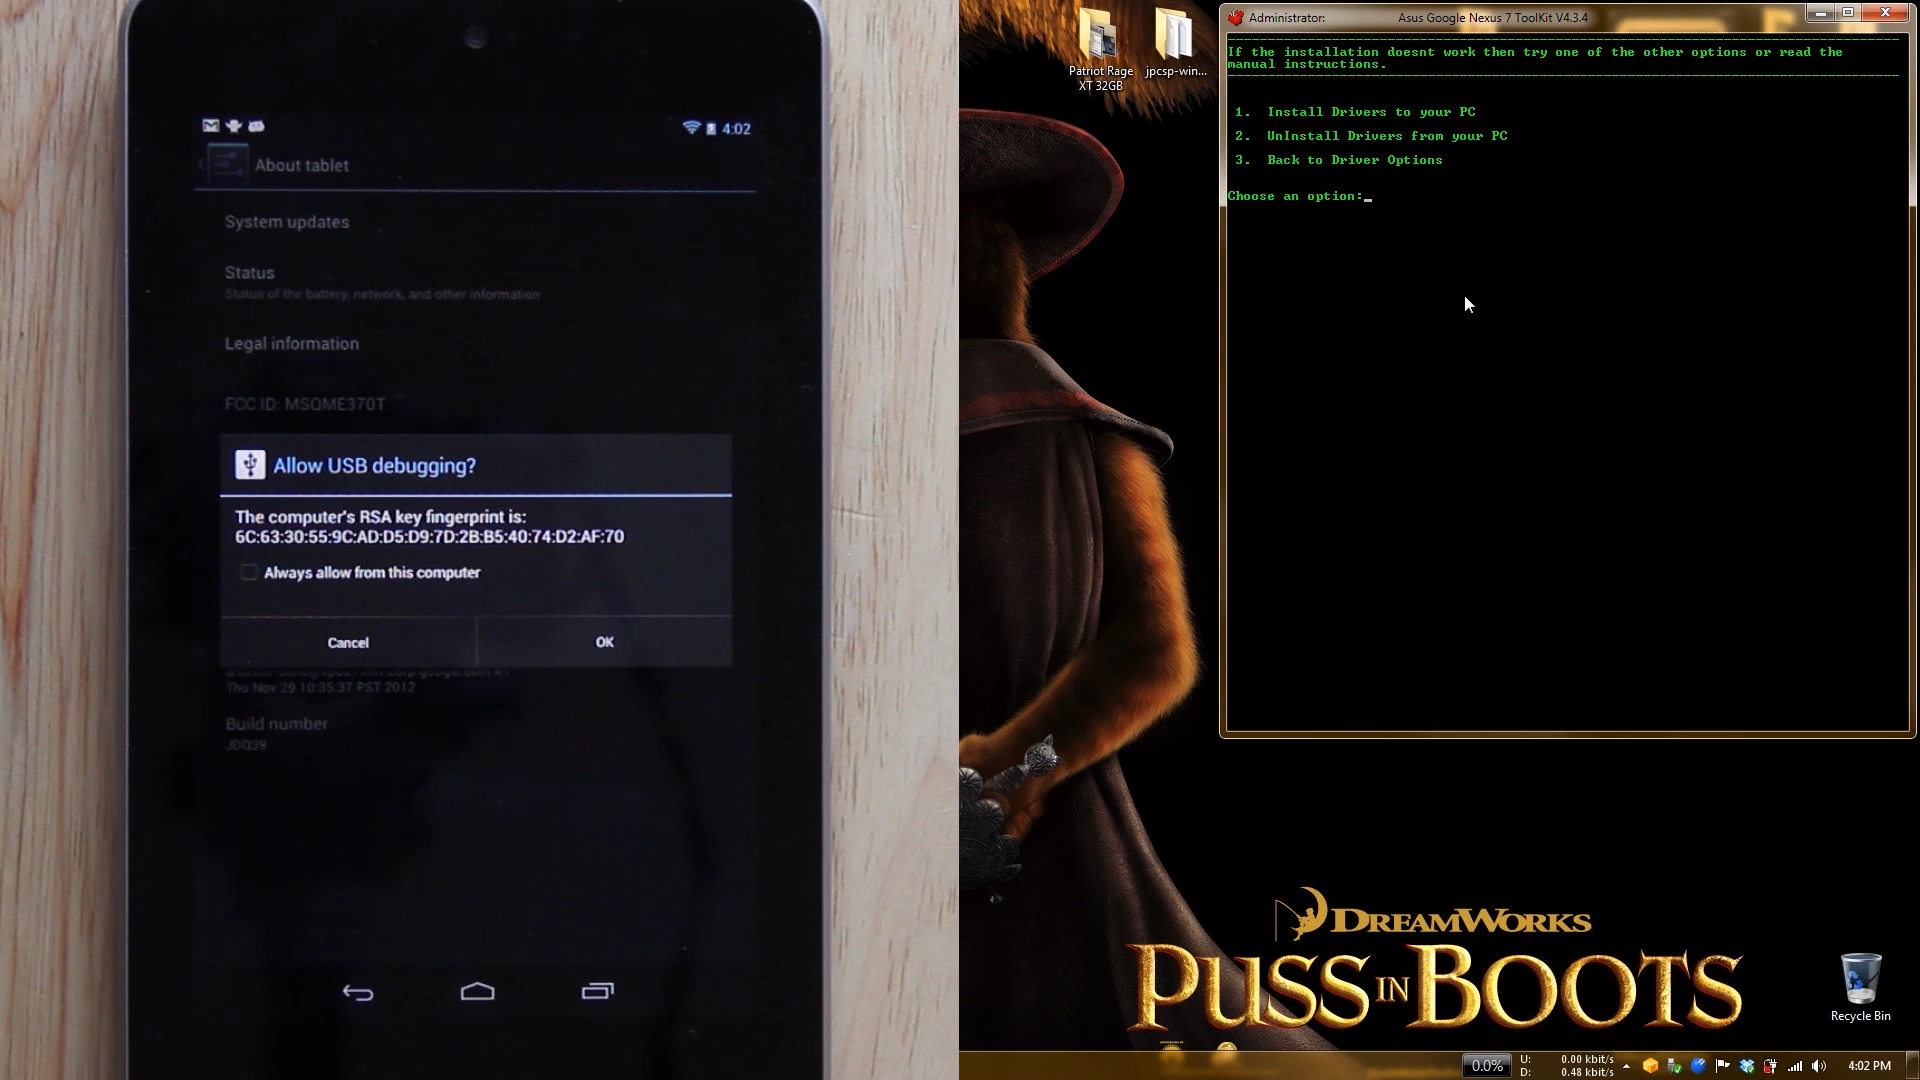 4:02
About tablet
System updates
Status
Status of the battery, network, and other information
Legal information
FCC ID: MSQME370T
Allow USB debugging?
The computer's RSA key fingerprint is:
6C:63:30:55:9C:AD:D5:D9:7D:2B:B5:40:74:D2:AF:70
Always allow from this computer
Cancel
OK
Thu Nov 29 10:35:37 PST 2012
Build number
JDQ39
Patriot Rage
XT 32GB
jpcsp-win...
Administrator: Asus Google Nexus 7 ToolKit V4.3.4
If the installation doesnt work then try one of the other options or read the
manual instructions.
1. Install Drivers to your PC
2. UnInstall Drivers from your PC
3. Back to Driver Options
Choose an option:_
DREAMWORKS
PUSS IN BOOTS
Recycle Bin
0.0%
U: 0.00 kbit/s
D: 0.48 kbit/s
4:02 PM